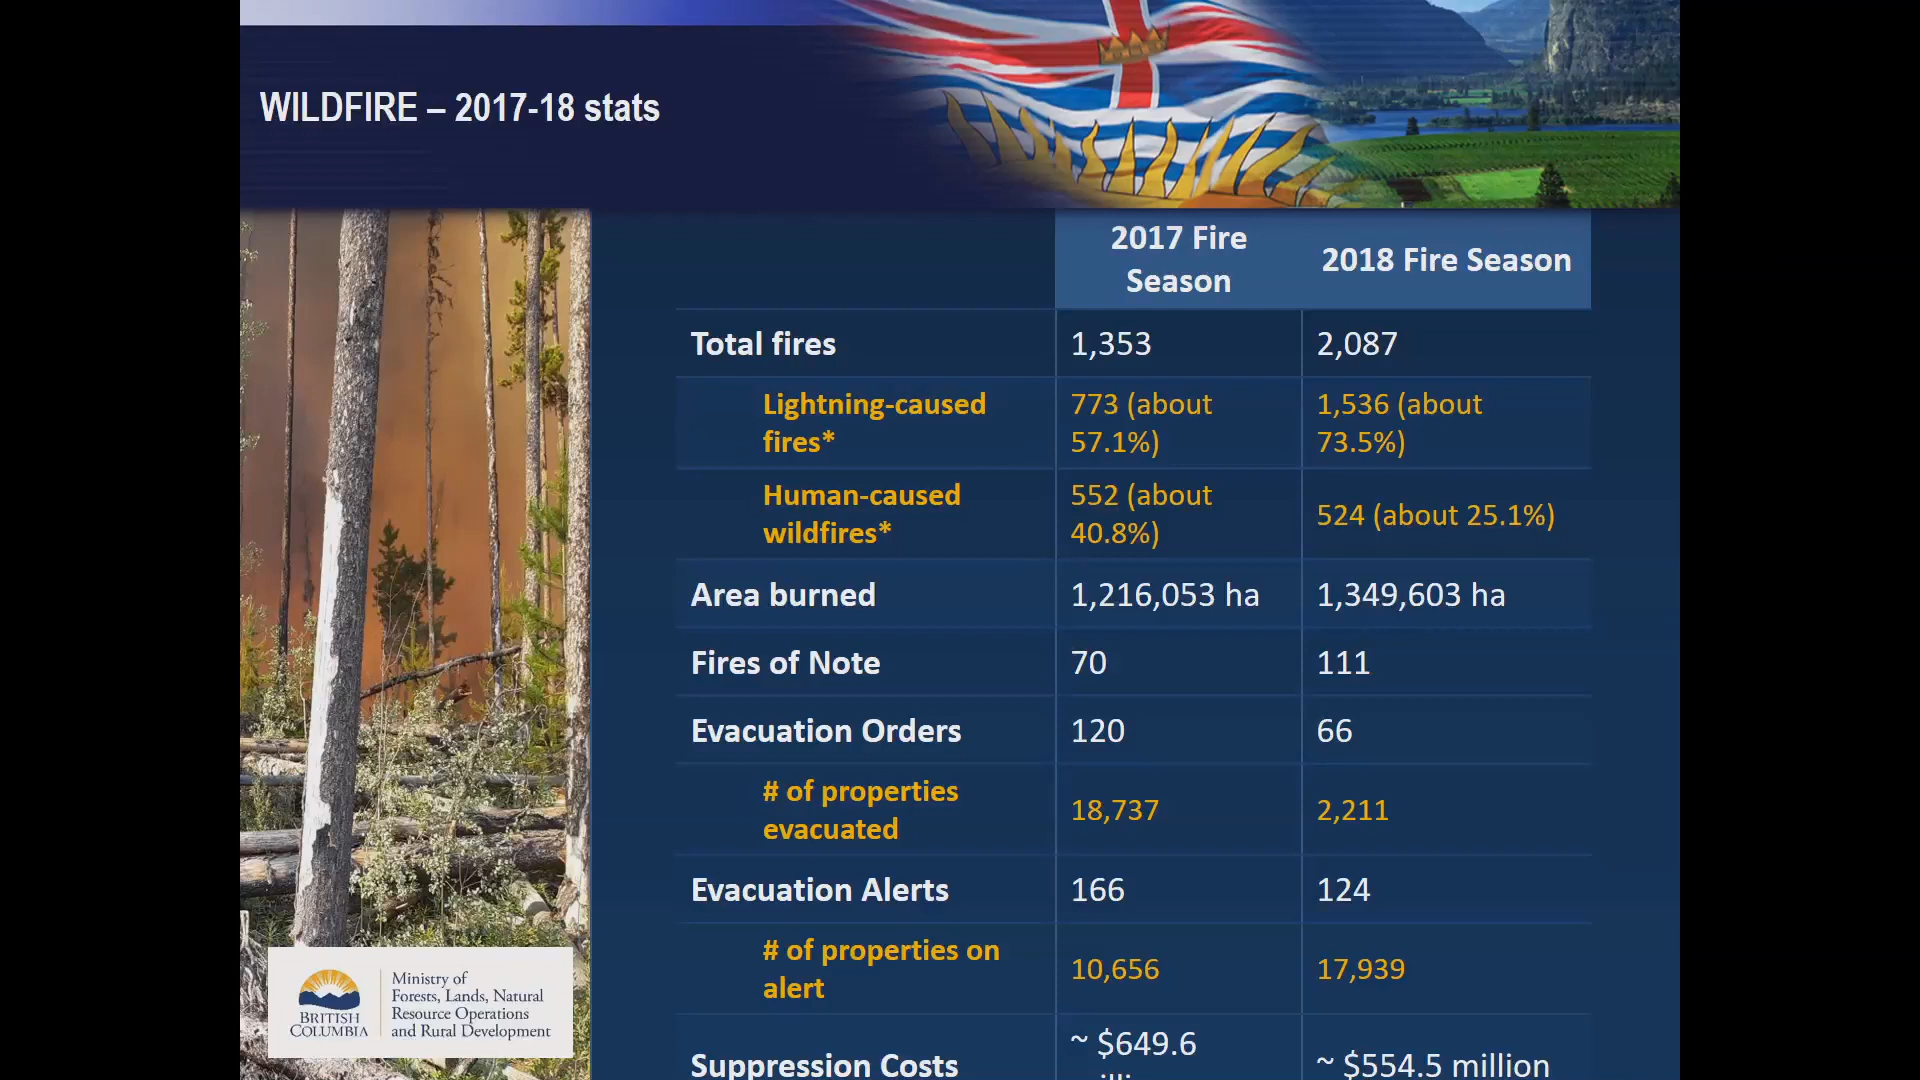 WILDFIRE – 2017-18 stats
2017 Fire
Season
2018 Fire Season
Total fires
1,353
2,087
Lightning-caused
fires*
773 (about
57.1%)
1,536 (about
73.5%)
Human-caused
wildfires*
552 (about
40.8%)
524 (about 25.1%)
Area burned
1,216,053 ha
1,349,603 ha
Fires of Note
70
111
Evacuation Orders
120
66
# of properties
evacuated
18,737
2,211
Evacuation Alerts
166
124
# of properties on
alert
10,656
17,939
Suppression Costs
~ $649.6
~ $554.5 million
BRITISH
COLUMBIA
Ministry of
Forests, Lands, Natural
Resource Operations
and Rural Development